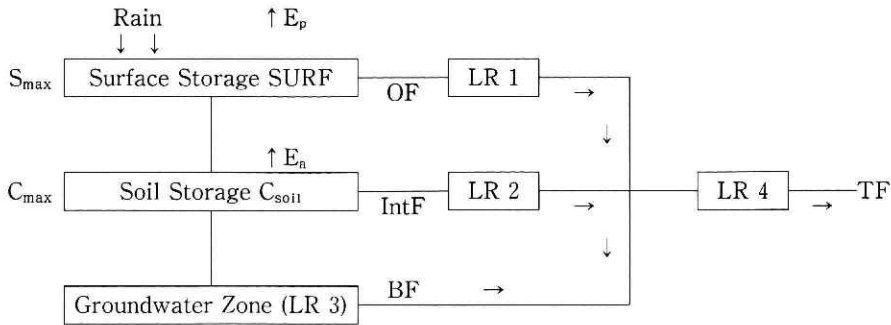 Rain ↑ Eₚ
↓ ↓
Sₘₐₓ Surface Storage SURF OF LR 1 →
↓
↑ Eₐ
Cₘₐₓ Soil Storage Cₛₒᵢₗ IntF LR 2 → LR 4 → TF
↓
Groundwater Zone (LR 3) BF →